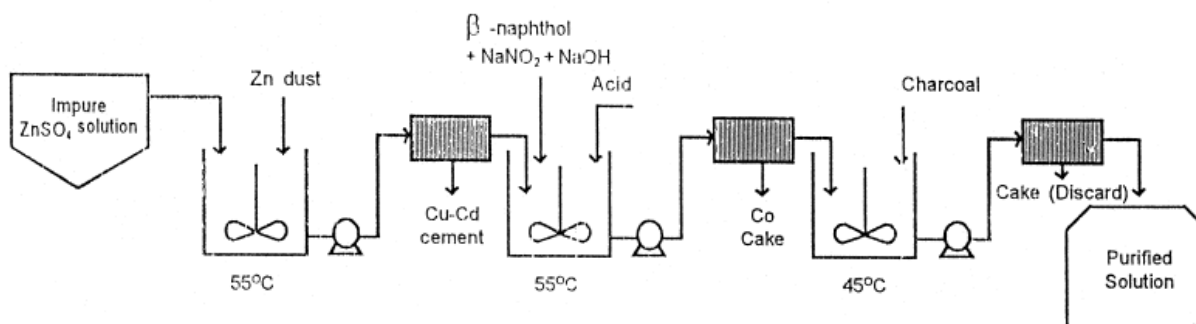 β -naphthol
+ NaNO₂ + NaOH
Zn dust
Acid
Charcoal
Impure
ZnSO₄ solution
Cu-Cd
cement
Co
Cake
Cake (Discard)
Purified
Solution
55°C
55°C
45°C